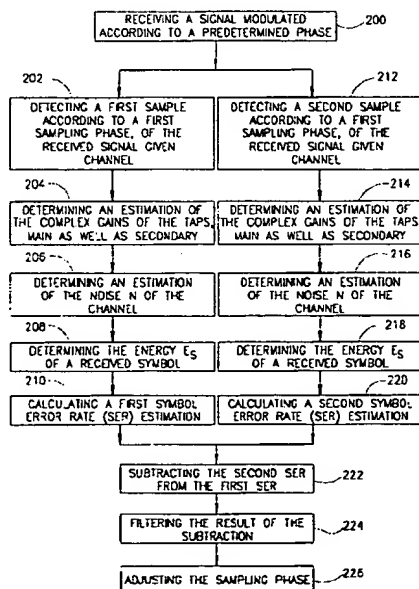 RECEIVING A SIGNAL MODULATED
ACCORDING TO A PREDETERMINED PHASE
200
202
212
DETECTING A FIRST SAMPLE
ACCORDING TO A FIRST
SAMPLING PHASE, OF THE
RECEIVED SIGNAL GIVEN
CHANNEL
DETECTING A SECOND SAMPLE
ACCORDING TO A FIRST
SAMPLING PHASE, OF THE
RECEIVED SIGNAL GIVEN
CHANNEL
204
214
DETERMINING AN ESTIMATION OF
THE COMPLEX GAINS OF THE TAPS,
MAIN AS WELL AS SECONDARY
DETERMINING AN ESTIMATION OF
THE COMPLEX GAINS OF THE TAPS,
MAIN AS WELL AS SECONDARY
206
216
DETERMINING AN ESTIMATION
OF THE NOISE N OF THE
CHANNEL
DETERMINING AN ESTIMATION
OF THE NOISE N OF THE
CHANNEL
208
218
DETERMINING THE ENERGY ES
OF A RECEIVED SYMBOL
DETERMINING THE ENERGY ES
OF A RECEIVED SYMBOL
210
220
CALCULATING A FIRST SYMBOL
ERROR RATE (SER) ESTIMATION
CALCULATING A SECOND SYMBOL
ERROR RATE (SER) ESTIMATION
SUBTRACTING THE SECOND SER
FROM THE FIRST SER
222
FILTERING THE RESULT OF THE
SUBTRACTION
224
ADJUSTING THE SAMPLING PHASE
226